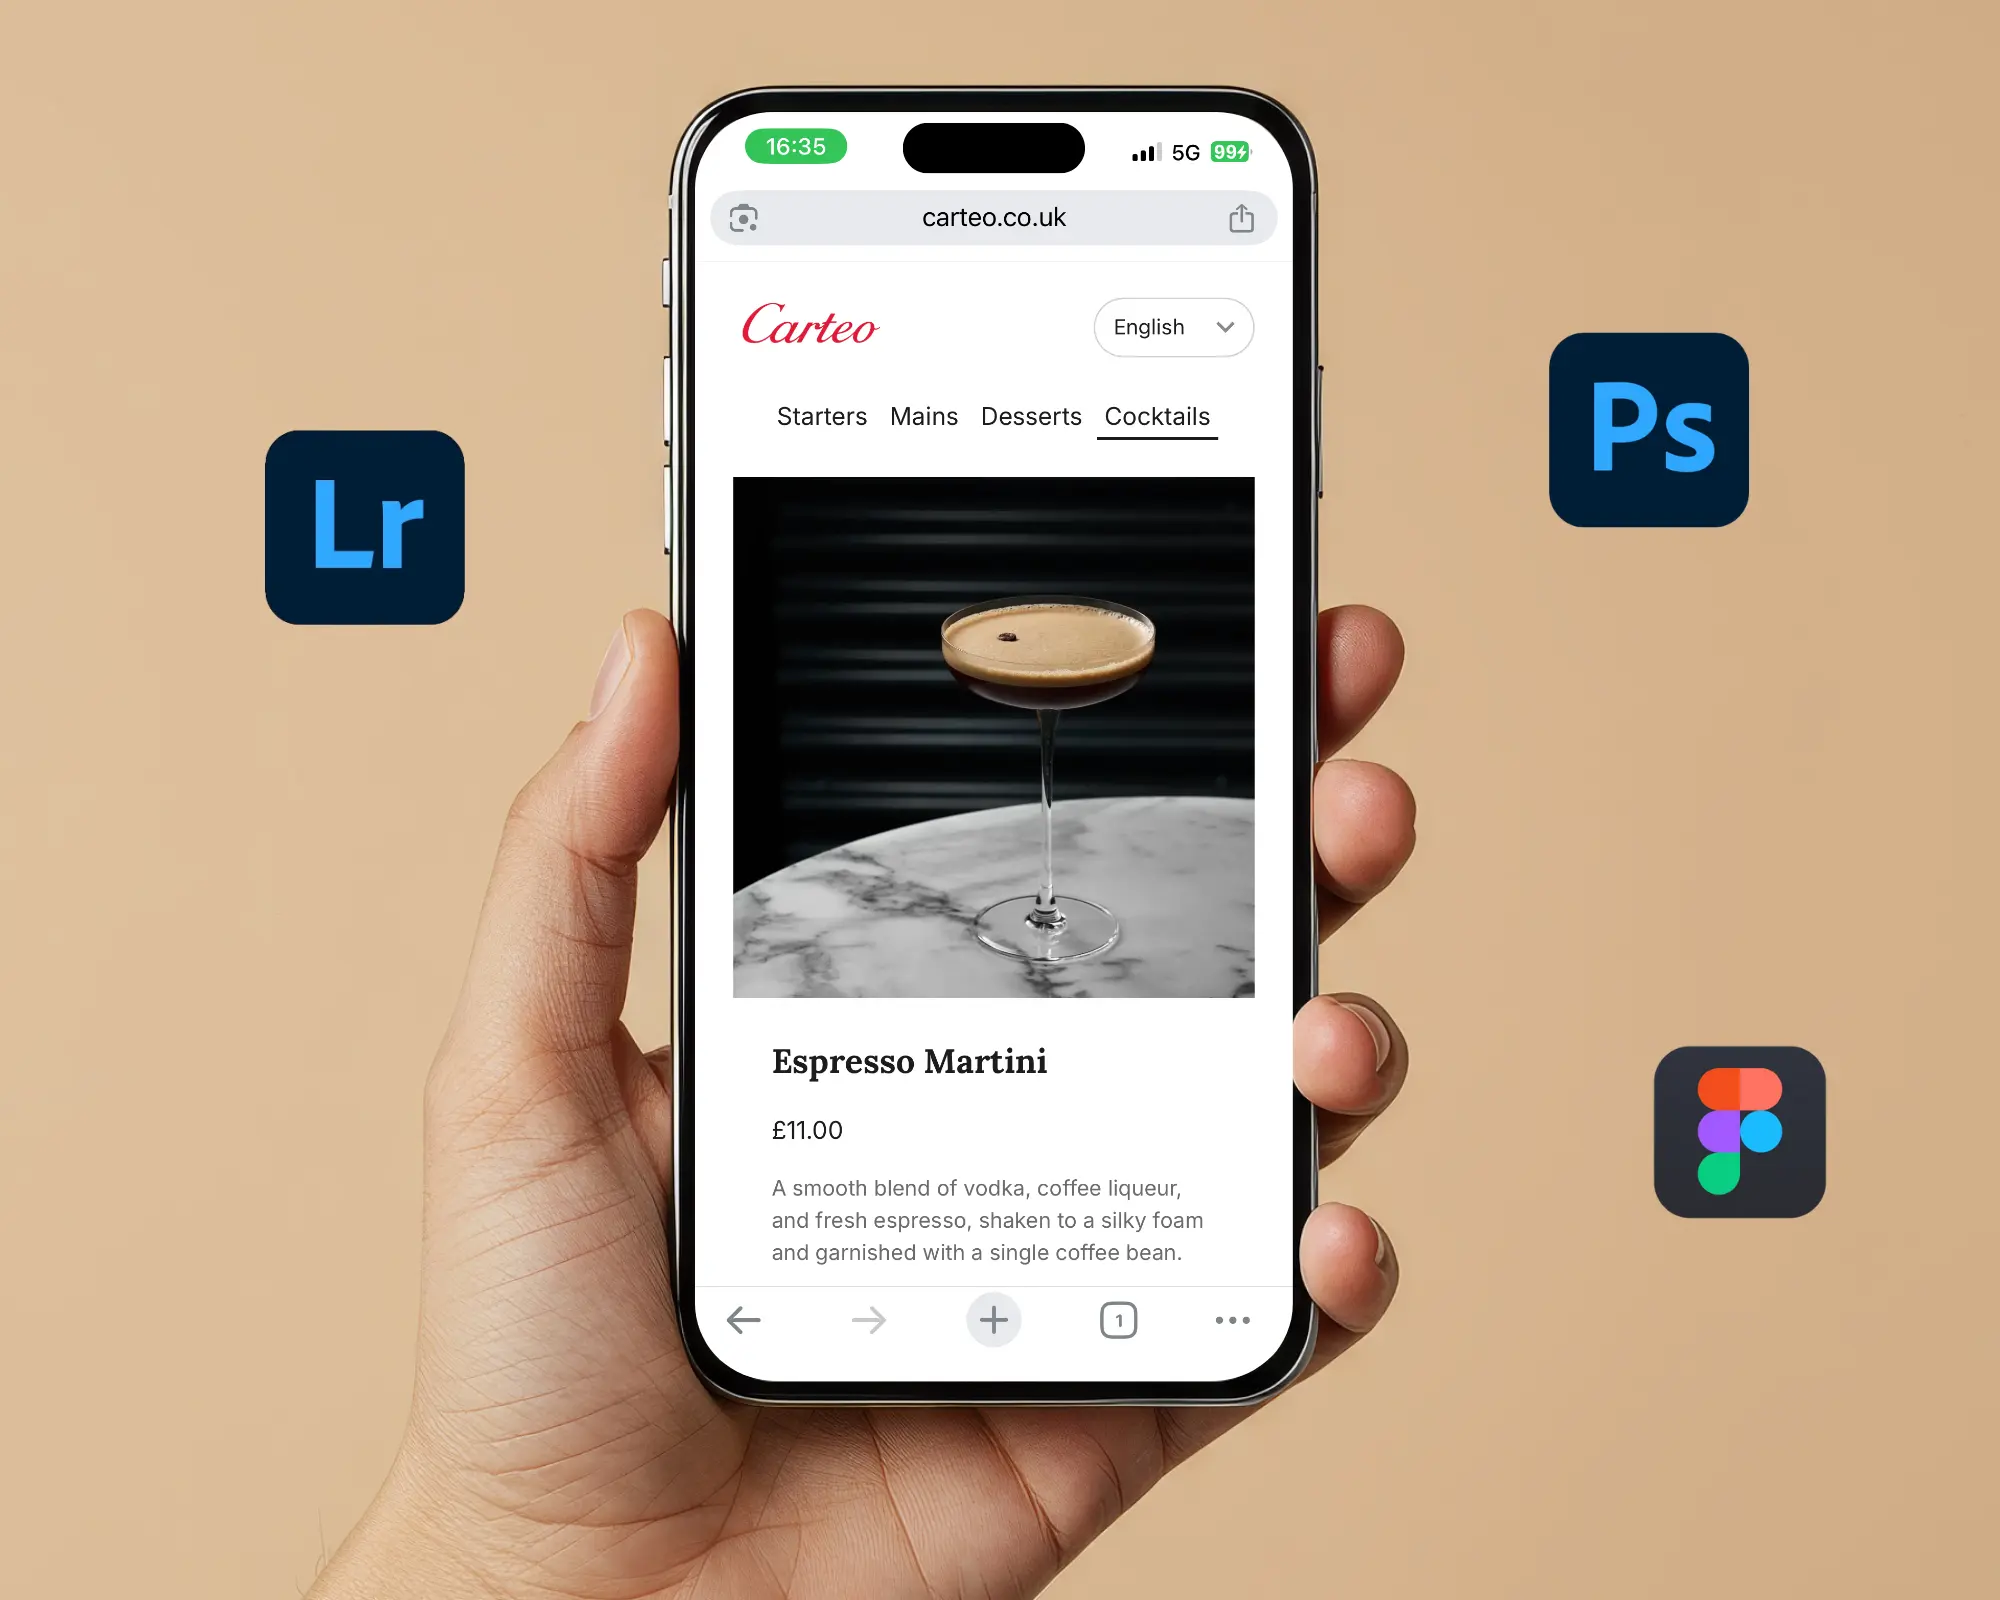 16:35
5G
99
carteo.co.uk
Carteo
English
Starters Mains Desserts Cocktails
Lr
Ps
Espresso Martini
£11.00
A smooth blend of vodka, coffee liqueur,
and fresh espresso, shaken to a silky foam
and garnished with a single coffee bean.
1